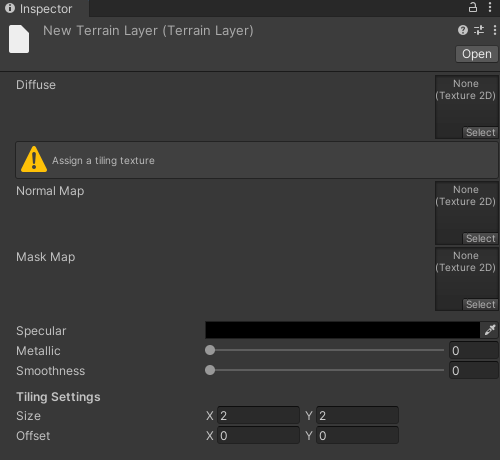 Inspector
New Terrain Layer (Terrain Layer)
Open
Diffuse
None
(Texture 2D)
Select
Assign a tiling texture
Normal Map
None
(Texture 2D)
Select
Mask Map
None
(Texture 2D)
Select
Specular
Metallic 0
Smoothness 0
Tiling Settings
Size X 2 Y 2
Offset X 0 Y 0